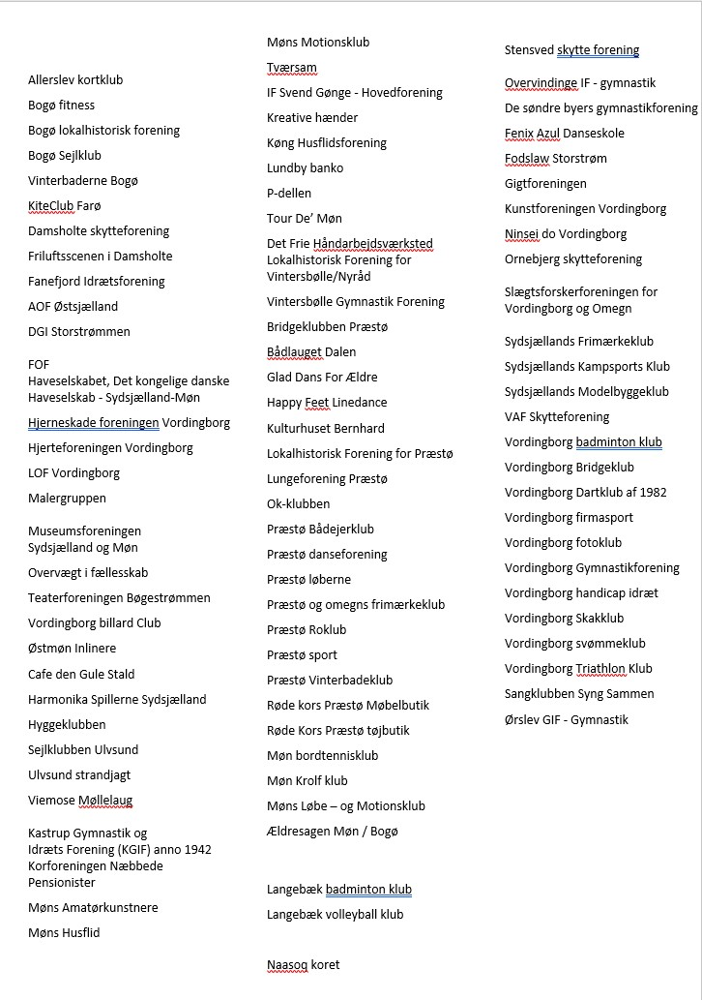 Allerslev kortklub
Bogø fitness
Bogø lokalhistorisk forening
Bogø Sejlklub
Vinterbaderne Bogø
KiteClub Farø
Damsholte skytteforening
Friluftsscenen i Damsholte
Fanefjord Idrætsforening
AOF Østsjælland
DGI Storstrømmen
FOF
Haveselskabet, Det kongelige danske
Haveselskab - Sydsjælland-Møn
Hjerneskade foreningen Vordingborg
Hjerteforeningen Vordingborg
LOF Vordingborg
Malergruppen
Museumsforeningen
Sydsjælland og Møn
Overvægt i fællesskab
Teaterforeningen Bøgestrømmen
Vordingborg billard Club
Østmøn Inlinere
Cafe den Gule Stald
Harmonika Spillerne Sydsjælland
Hyggeklubben
Sejlklubben Ulvsund
Ulvsund strandjagt
Viemose Møllelaug
Kastrup Gymnastik og
Idræts Forening (KGIF) anno 1942
Korforeningen Næbbede
Pensionister
Møns Amatørkunstnere
Møns Husflid
Møns Motionsklub
Tværsam
IF Svend Gønge - Hovedforening
Kreative hænder
Køng Husflidsforening
Lundby banko
P-dellen
Tour De’ Møn
Det Frie Håndarbejdsværksted
Lokalhistorisk Forening for
Vintersbølle/Nyråd
Vintersbølle Gymnastik Forening
Bridgeklubben Præstø
Bådlauget Dalen
Glad Dans For Ældre
Happy Feet Linedance
Kulturhuset Bernhard
Lokalhistorisk Forening for Præstø
Lungeforening Præstø
Ok-klubben
Præstø Bådejerklub
Præstø danseforening
Præstø løberne
Præstø og omegns frimærkeklub
Præstø Roklub
Præstø sport
Præstø Vinterbadeklub
Røde kors Præstø Møbelbutik
Røde Kors Præstø tøjbutik
Møn bordtennisklub
Møn Krolf klub
Møns Løbe – og Motionsklub
Ældresagen Møn / Bogø
Langebæk badminton klub
Langebæk volleyball klub
Naasoq koret
Stensved skytte forening
Overvindinge IF - gymnastik
De søndre byers gymnastikforening
Fenix Azul Danseskole
Fodslaw Storstrøm
Gigtforeningen
Kunstforeningen Vordingborg
Ninsei do Vordingborg
Ornebjerg skytteforening
Slægtsforskerforeningen for
Vordingborg og Omegn
Sydsjællands Frimærkeklub
Sydsjællands Kampsports Klub
Sydsjællands Modelbyggeklub
VAF Skytteforening
Vordingborg badminton klub
Vordingborg Bridgeklub
Vordingborg Dartklub af 1982
Vordingborg firmasport
Vordingborg fotoklub
Vordingborg Gymnastikforening
Vordingborg handicap idræt
Vordingborg Skakklub
Vordingborg svømmeklub
Vordingborg Triathlon Klub
Sangklubben Syng Sammen
Ørslev GIF - Gymnastik